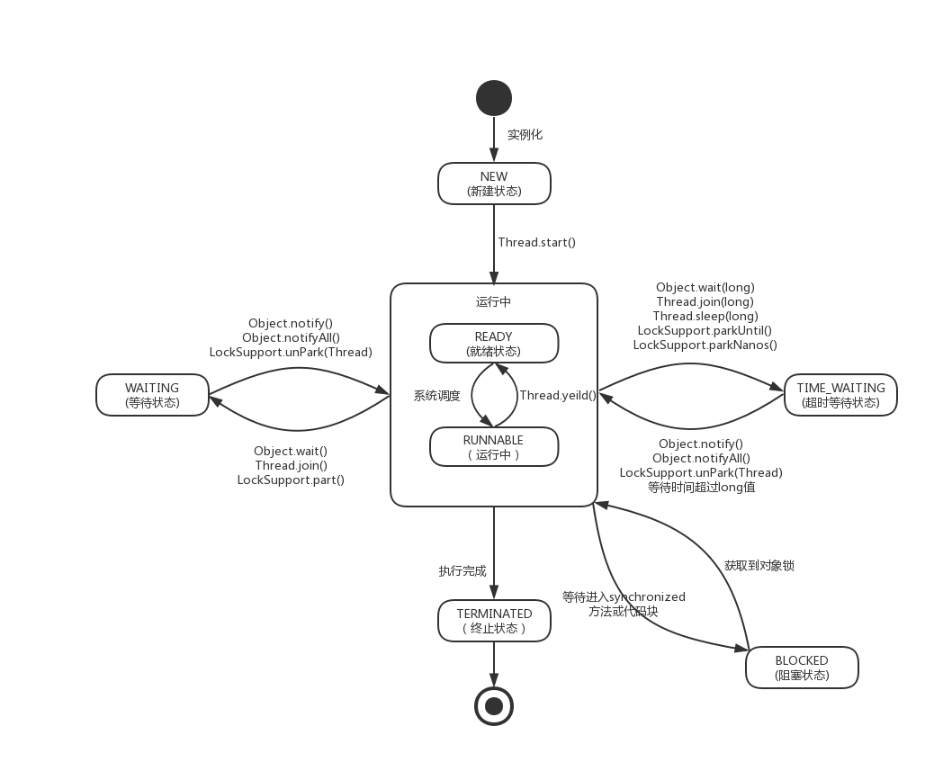 实例化
NEW
(新建状态)
Thread.start()
运行中
READY
(就绪状态)
系统调度
Thread.yeild()
RUNNABLE
( 运行中 )
Object.notify()
Object.notifyAll()
LockSupport.unPark(Thread)
WAITING
(等待状态)
Object.wait()
Thread.join()
LockSupport.part()
Object.wait(long)
Thread.join(long)
Thread.sleep(long)
LockSupport.parkUntil()
LockSupport.parkNanos()
TIME_WAITING
(超时等待状态)
Object.notify()
Object.notifyAll()
LockSupport.unPark(Thread)
等待时间超过long值
获取到对象锁
等待进入synchronized
方法或代码块
BLOCKED
(阻塞状态)
执行完成
TERMINATED
( 终止状态 )